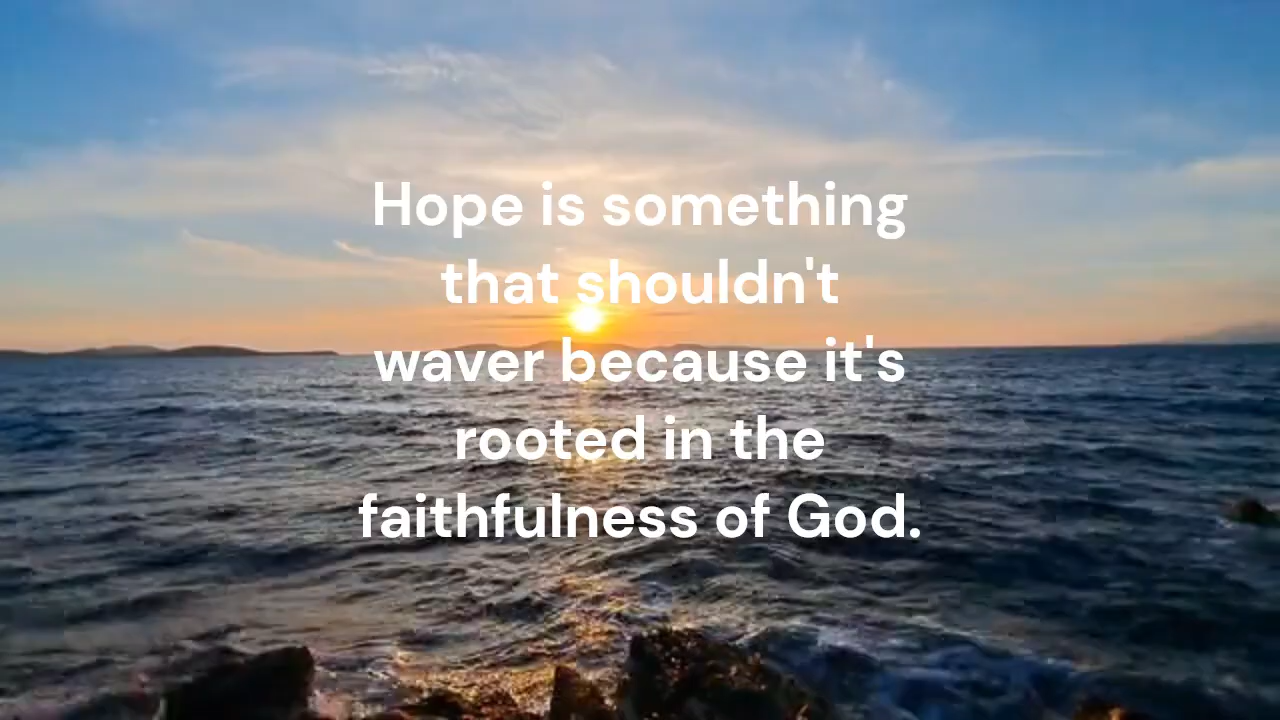 Hope is something
that shouldn't
waver because it's
rooted in the
faithfulness of God.